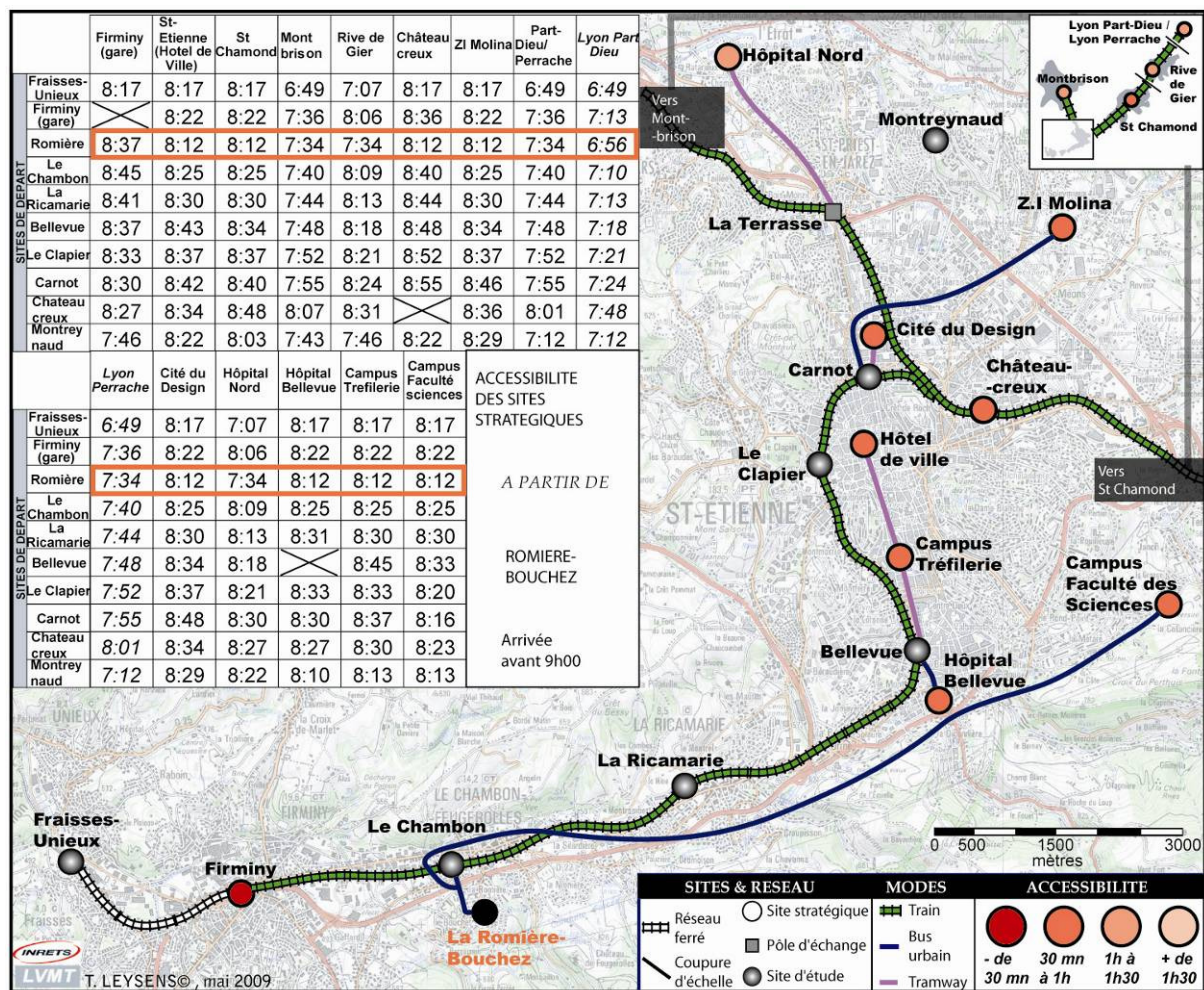 Firminy (gare) St-Etienne (Hotel de Ville) St Chamond Mont brison Rive de Gier Château creux ZI Molina Part-Dieu/ Perrache Lyon Part Dieu
SITES DE DEPART
Fraisses-Unieux 8:17 8:17 8:17 6:49 7:07 8:17 8:17 6:49 6:49
Firminy (gare) 8:22 8:22 7:36 8:06 8:36 8:22 7:36 7:13
Romière 8:37 8:12 8:12 7:34 7:34 8:12 8:12 7:34 6:56
Le Chambon 8:45 8:25 8:25 7:40 8:09 8:40 8:25 7:40 7:10
La Ricamarie 8:41 8:30 8:30 7:44 8:13 8:44 8:30 7:44 7:13
Bellevue 8:37 8:43 8:34 7:48 8:18 8:48 8:34 7:48 7:18
Le Clapier 8:33 8:37 8:37 7:52 8:21 8:52 8:37 7:52 7:21
Carnot 8:30 8:42 8:40 7:55 8:24 8:55 8:46 7:55 7:24
Chateau creux 8:27 8:34 8:48 8:07 8:31 8:36 8:01 7:48
Montrey naud 7:46 8:22 8:03 7:43 7:46 8:22 8:29 7:12 7:12
Lyon Perrache Cité du Design Hôpital Nord Hôpital Bellevue Campus Trefilerie Campus Faculté sciences
SITES DE DEPART
Fraisses-Unieux 6:49 8:17 7:07 8:17 8:17 8:17
Firminy (gare) 7:36 8:22 8:06 8:22 8:22 8:22
Romière 7:34 8:12 7:34 8:12 8:12 8:12
Le Chambon 7:40 8:25 8:09 8:25 8:25 8:25
La Ricamarie 7:44 8:30 8:13 8:31 8:30 8:30
Bellevue 7:48 8:34 8:18 8:45 8:33
Le Clapier 7:52 8:37 8:21 8:33 8:33 8:20
Carnot 7:55 8:48 8:30 8:30 8:37 8:16
Chateau creux 8:01 8:34 8:27 8:27 8:30 8:23
Montrey naud 7:12 8:29 8:22 8:10 8:13 8:13
ACCESSIBILITE
DES SITES
STRATEGIQUES
A PARTIR DE
ROMIERE-
BOUCHEZ
Arrivée
avant 9h00
Lyon Part-Dieu /
Lyon Perrache
Montbrison
Rive
de
Gier
St Chamond
Hôpital Nord
Vers
Mont-
-brison
Montreynaud
ST-PRIEST
EN-JAREZ
La Terrasse
Z.I Molina
Cité du Design
Carnot
Château-
-creux
Hôtel
de ville
Le
Clapier
Vers
St Chamond
ST-ETIENNE
Campus
Tréfilerie
Campus
Faculté des
Sciences
Bellevue
Hôpital
Bellevue
LA RICAMARIE
La Ricamarie
UNIEUX
FIRMINY
LE CHAMBON-
FEUGEROLLES
Le Chambon
Fraisses-
Unieux
Firminy
Fraisses
La Romière-
Bouchez
0 500 3000
mètres
SITES & RESEAU
Réseau
ferré
Coupure
d'échelle
Site stratégique
Pôle d'échange
Site d'étude
MODES
Train
Bus
urbain
Tramway
ACCESSIBILITE
- de
30 mn
30 mn
à 1h
1h à
1h30
+ de
1h30
INRETS
LVMT
T. LEYSENS© , mai 2009